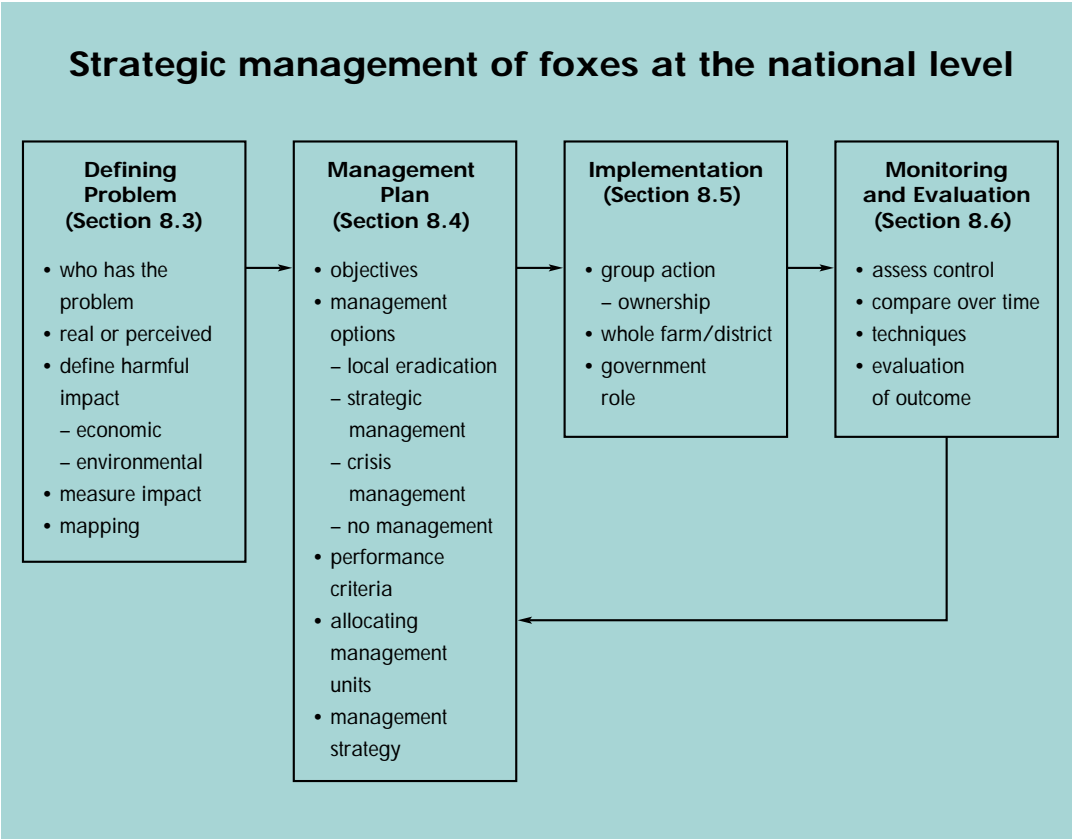 Strategic management of foxes at the national level
Defining
Problem
(Section 8.3)
• who has the
problem
• real or perceived
• define harmful
impact
– economic
– environmental
• measure impact
• mapping
Management
Plan
(Section 8.4)
• objectives
• management
options
– local eradication
– strategic
management
– crisis
management
– no management
• performance
criteria
• allocating
management
units
• management
strategy
Implementation
(Section 8.5)
• group action
– ownership
• whole farm/district
• government
role
Monitoring
and Evaluation
(Section 8.6)
• assess control
• compare over time
• techniques
• evaluation
of outcome